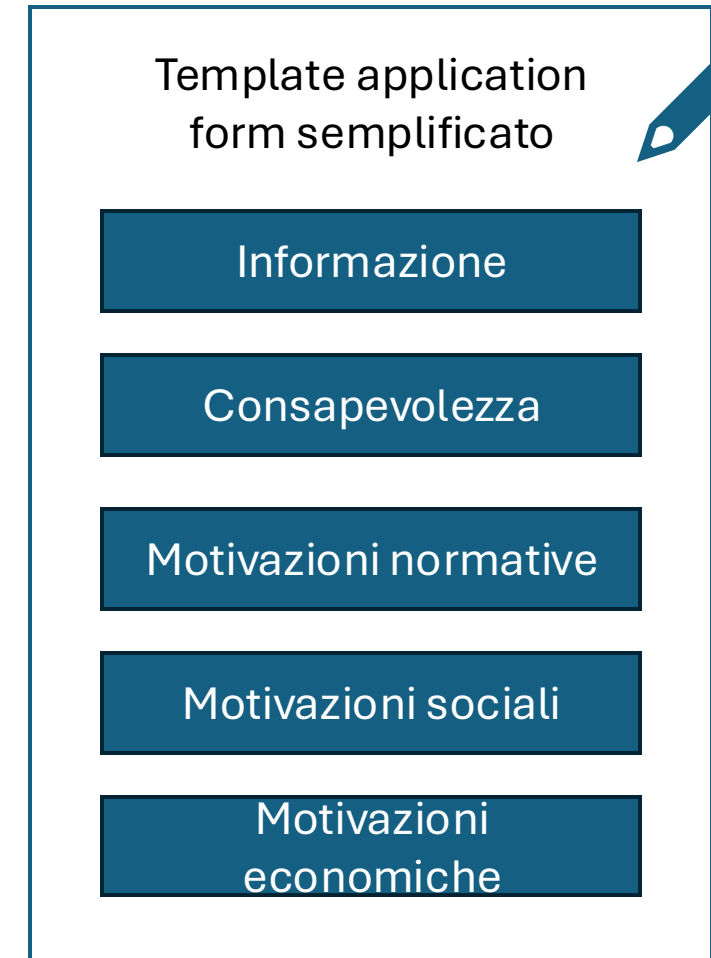 Template application
form semplificato
Informazione
Consapevolezza
Motivazioni normative
Motivazioni sociali
Motivazioni
economiche